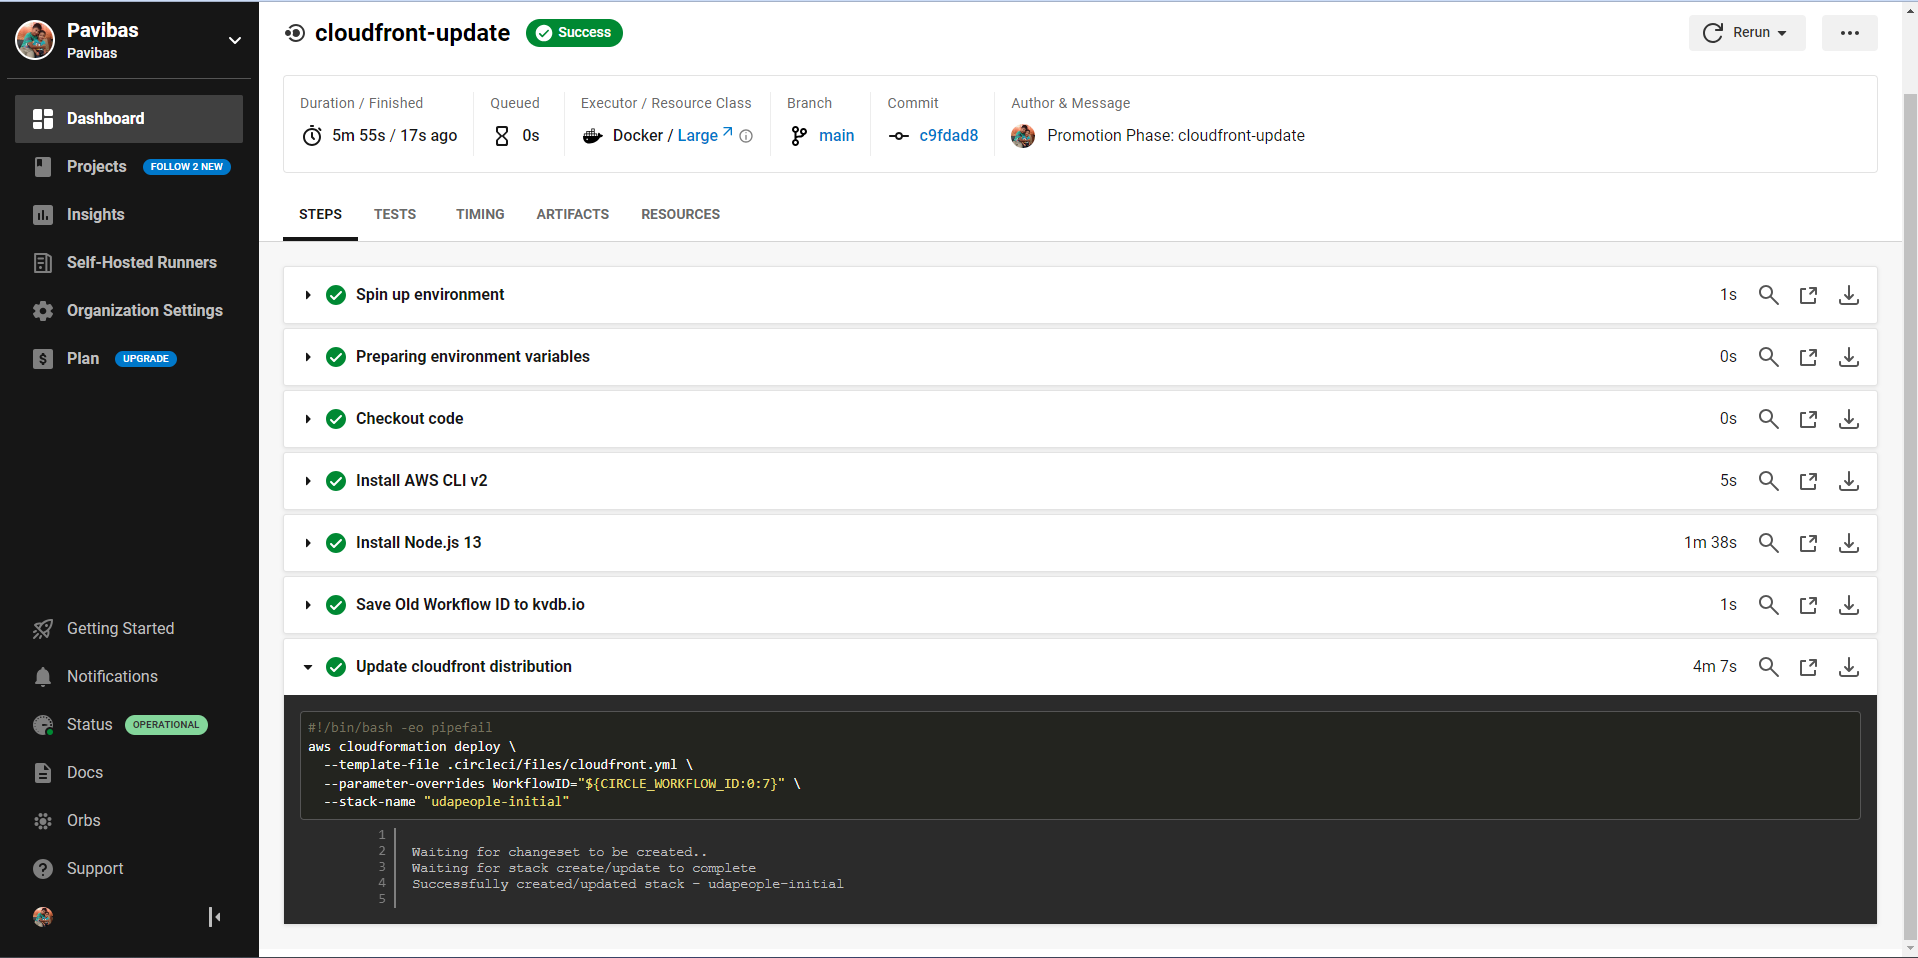 Pavibas
Pavibas
Dashboard
Projects FOLLOW 2 NEW
Insights
Self-Hosted Runners
Organization Settings
$ Plan UPGRADE
Getting Started
Notifications
Status OPERATIONAL
Docs
Orbs
? Support
cloudfront-update Success
Rerun
Duration / Finished
5m 55s / 17s ago
Queued
0s
Executor / Resource Class
Docker / Large
Branch
main
Commit
c9fdad8
Author & Message
Promotion Phase: cloudfront-update
STEPS TESTS TIMING ARTIFACTS RESOURCES
Spin up environment 1s
Preparing environment variables 0s
Checkout code 0s
Install AWS CLI v2 5s
Install Node.js 13 1m 38s
Save Old Workflow ID to kvdb.io 1s
Update cloudfront distribution 4m 7s
#!/bin/bash -eo pipefail
aws cloudformation deploy \
--template-file .circleci/files/cloudfront.yml \
--parameter-overrides WorkflowID="${CIRCLE_WORKFLOW_ID:0:7}" \
--stack-name "udapeople-initial"
1
2 Waiting for changeset to be created..
3 Waiting for stack create/update to complete
4 Successfully created/updated stack - udapeople-initial
5